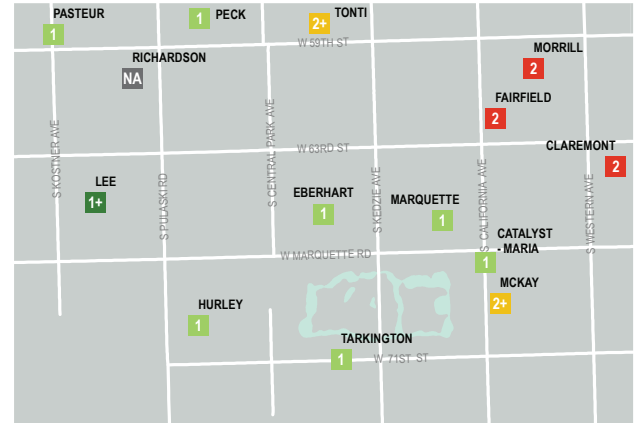 PASTEUR
1
1
PECK
TONTI
2+
W 59TH ST
RICHARDSON
NA
MORRILL
2
FAIRFIELD
2
CLAREMONT
2
W 63RD ST
S KOSTNER AVE
S PULASKI RD
S CENTRAL PARK AVE
S KEDZIE AVE
S CALIFORNIA AVE
S WESTERN AVE
LEE
1+
EBERHART
1
MARQUETTE
1
CATALYST
- MARIA
1
W MARQUETTE RD
MCKAY
2+
HURLEY
1
TARKINGTON
1
W 71ST ST